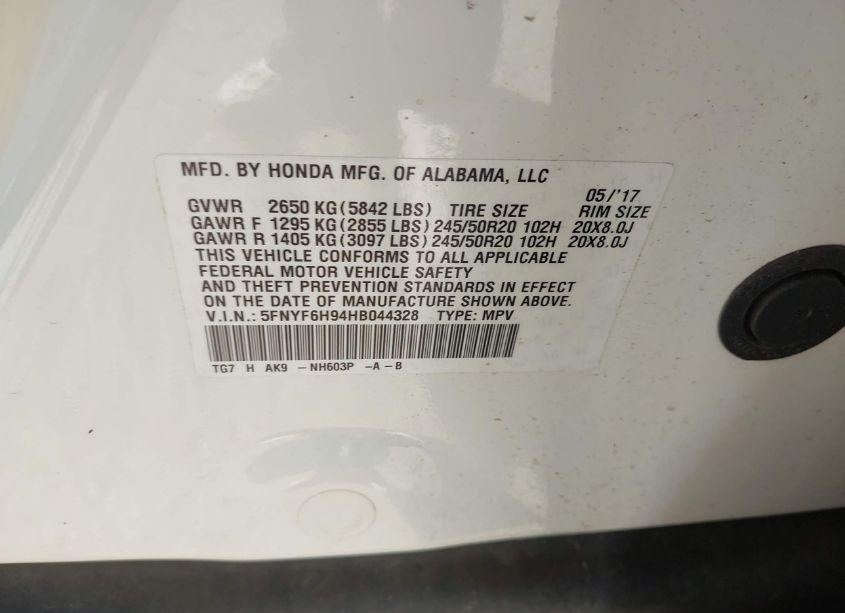 MFD. BY HONDA MFG. OF ALABAMA, LLC
05/'17
GVWR 2650 KG(5842 LBS) TIRE SIZE RIM SIZE
GAWR F 1295 KG(2855 LBS)245/50R20 102H 20X8.0J
GAWR R 1405 KG(3097 LBS)245/50R20 102H 20X8.0J
THIS VEHICLE CONFORMS TO ALL APPLICABLE
FEDERAL MOTOR VEHICLE SAFETY
AND THEFT PREVENTION STANDARDS IN EFFECT
ON THE DATE OF MANUFACTURE SHOWN ABOVE.
V.I.N.: 5FNYF6H94HB044328 TYPE: MPV
TG7 H AK9 -NH603P -A-B